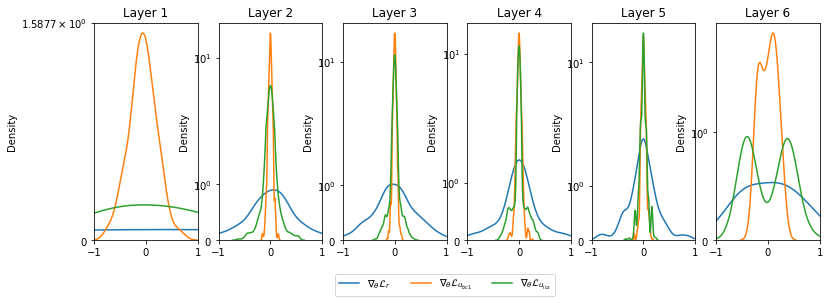 Layer 1
Layer 2
Layer 3
Layer 4
Layer 5
Layer 6
1.5877 × 10⁰
0
Density
−1
0
1
10¹
10⁰
0
Density
−1
0
1
10¹
10⁰
0
Density
−1
0
1
10¹
10⁰
0
Density
−1
0
1
10¹
10⁰
0
Density
−1
0
1
10⁰
0
Density
−1
0
1
∇θℒr
∇θℒu_bc1
∇θℒu_ics